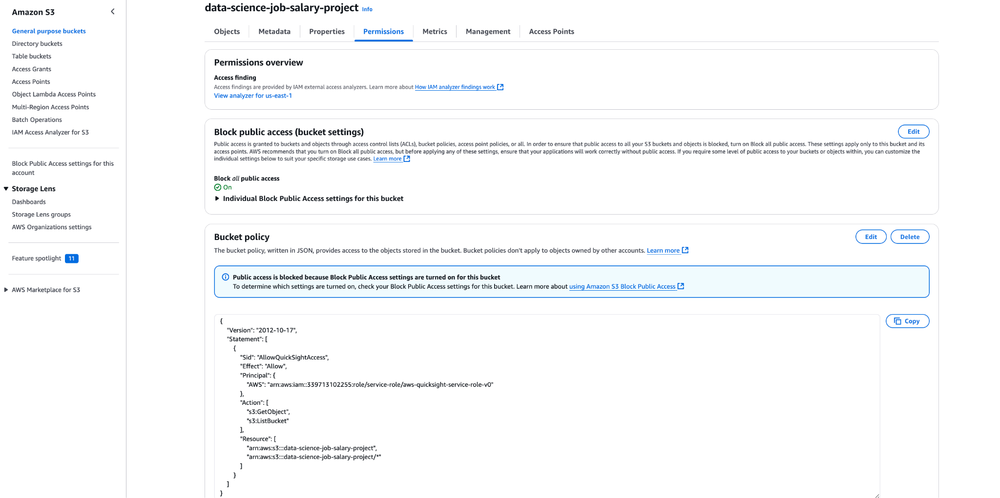 Amazon S3
General purpose buckets
Directory buckets
Table buckets
Access Grants
Access Points
Object Lambda Access Points
Multi-Region Access Points
Batch Operations
IAM Access Analyzer for S3
Block Public Access settings for this
account
Storage Lens
Dashboards
Storage Lens groups
AWS Organizations settings
Feature spotlight 11
AWS Marketplace for S3
data-science-job-salary-project Info
Objects Metadata Properties Permissions Metrics Management Access Points
Permissions overview
Access finding
Access findings are provided by IAM external access analyzers. Learn more about How IAM analyzer findings work
View analyzer for us-east-1
Block public access (bucket settings) Edit
Public access is granted to buckets and objects through access control lists (ACLs), bucket policies, access point policies, or all. In order to ensure that public access to all your S3 buckets and objects is blocked, turn on Block all public access. These settings apply only to this bucket and its
access points. AWS recommends that you turn on Block all public access, but before applying any of these settings, ensure that your applications will work correctly without public access. If you require some level of public access to your buckets or objects within, you can customize the
individual settings below to suit your specific storage use cases. Learn more
Block all public access
On
Individual Block Public Access settings for this bucket
Bucket policy Edit Delete
The bucket policy, written in JSON, provides access to the objects stored in the bucket. Bucket policies don't apply to objects owned by other accounts. Learn more
Public access is blocked because Block Public Access settings are turned on for this bucket
To determine which settings are turned on, check your Block Public Access settings for this bucket. Learn more about using Amazon S3 Block Public Access
Copy
{
"Version": "2012-10-17",
"Statement": [
{
"Sid": "AllowQuickSightAccess",
"Effect": "Allow",
"Principal": {
"AWS": "arn:aws:iam::339713102255:role/service-role/aws-quicksight-service-role-v0"
},
"Action": [
"s3:GetObject",
"s3:ListBucket"
],
"Resource": [
"arn:aws:s3:::data-science-job-salary-project",
"arn:aws:s3:::data-science-job-salary-project/*"
]
}
]
}